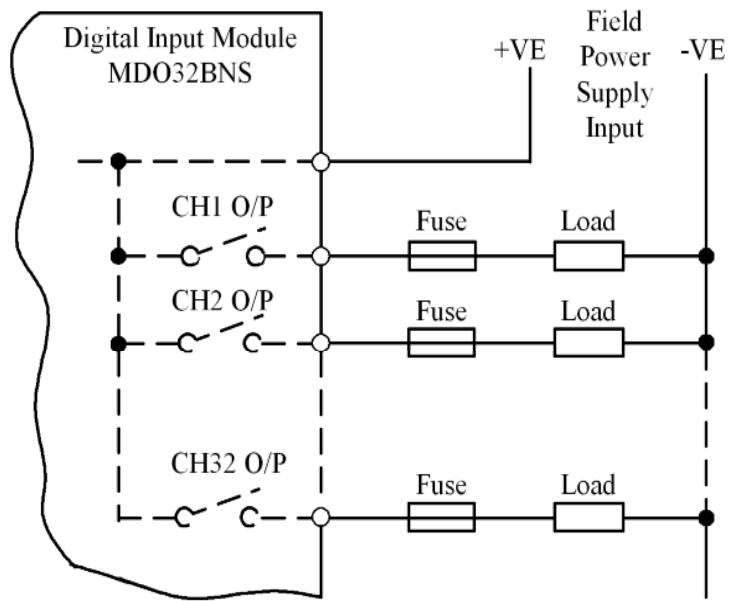 Digital Input Module
MDO32BNS
+VE
Field
Power
Supply
Input
-VE
CH1 O/P
Fuse
Load
CH2 O/P
Fuse
Load
CH32 O/P
Fuse
Load